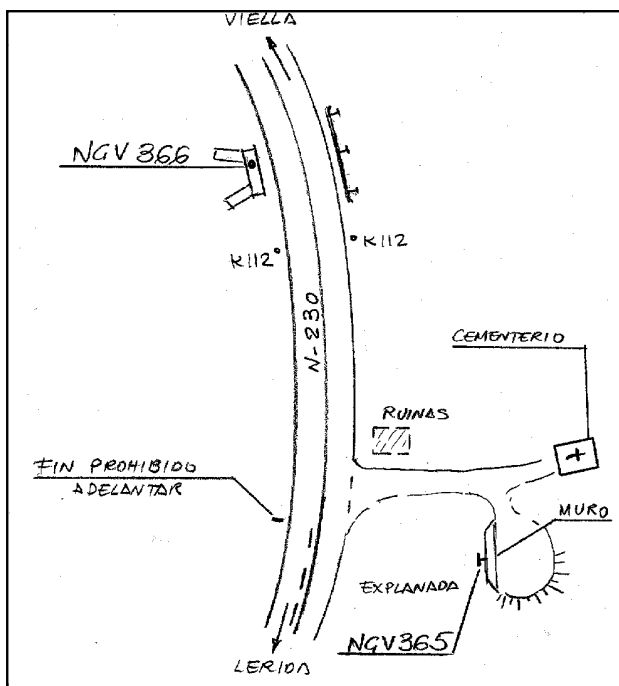 VIELLA
NGV 366
K112
K112
N-230
CEMENTERIO
RUINAS
FIN PROHIBIDO
ADELANTAR
MURO
EXPLANADA
NGV365
LERIDA